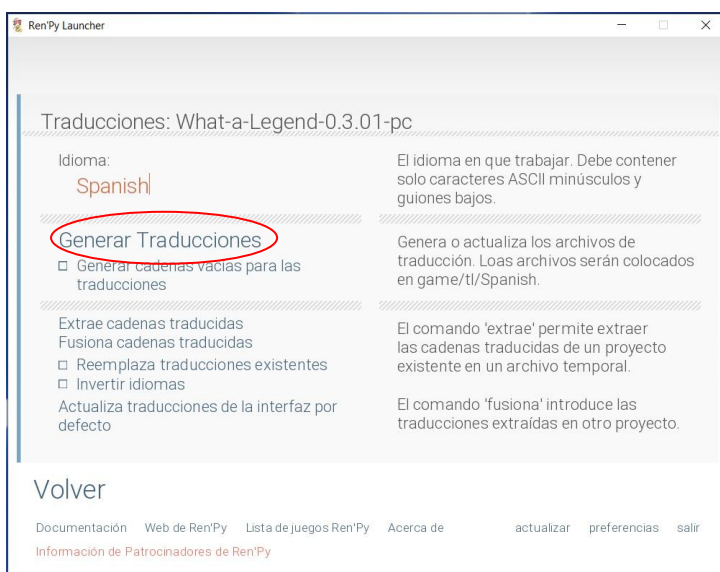 Ren'Py Launcher
Traducciones: What-a-Legend-0.3.01-pc
Idioma:
Spanish
El idioma en que trabajar. Debe contener
solo caracteres ASCII minúsculos y
guiones bajos.
Generar Traducciones
Generar cadenas vacías para las
traducciones
Genera o actualiza los archivos de
traducción. Loas archivos serán colocados
en game/tl/Spanish.
Extrae cadenas traducidas
Fusiona cadenas traducidas
Reemplaza traducciones existentes
Invertir idiomas
Actualiza traducciones de la interfaz por
defecto
El comando 'extrae' permite extraer
las cadenas traducidas de un proyecto
existente en un archivo temporal.
El comando 'fusiona' introduce las
traducciones extraídas en otro proyecto.
Volver
Documentación Web de Ren'Py Lista de juegos Ren'Py Acerca de actualizar preferencias salir
Información de Patrocinadores de Ren'Py